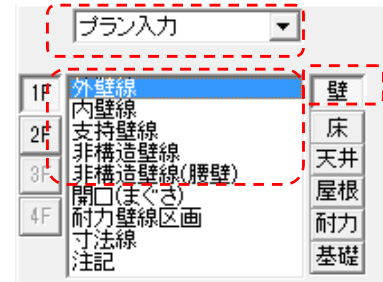 プラン入力
1F
2F
3F
4F
外壁線
内壁線
支持壁線
非構造壁線
非構造壁線(腰壁)
開口(まぐさ)
耐力壁線区画
寸法線
注記
壁
床
天井
屋根
耐力
基礎